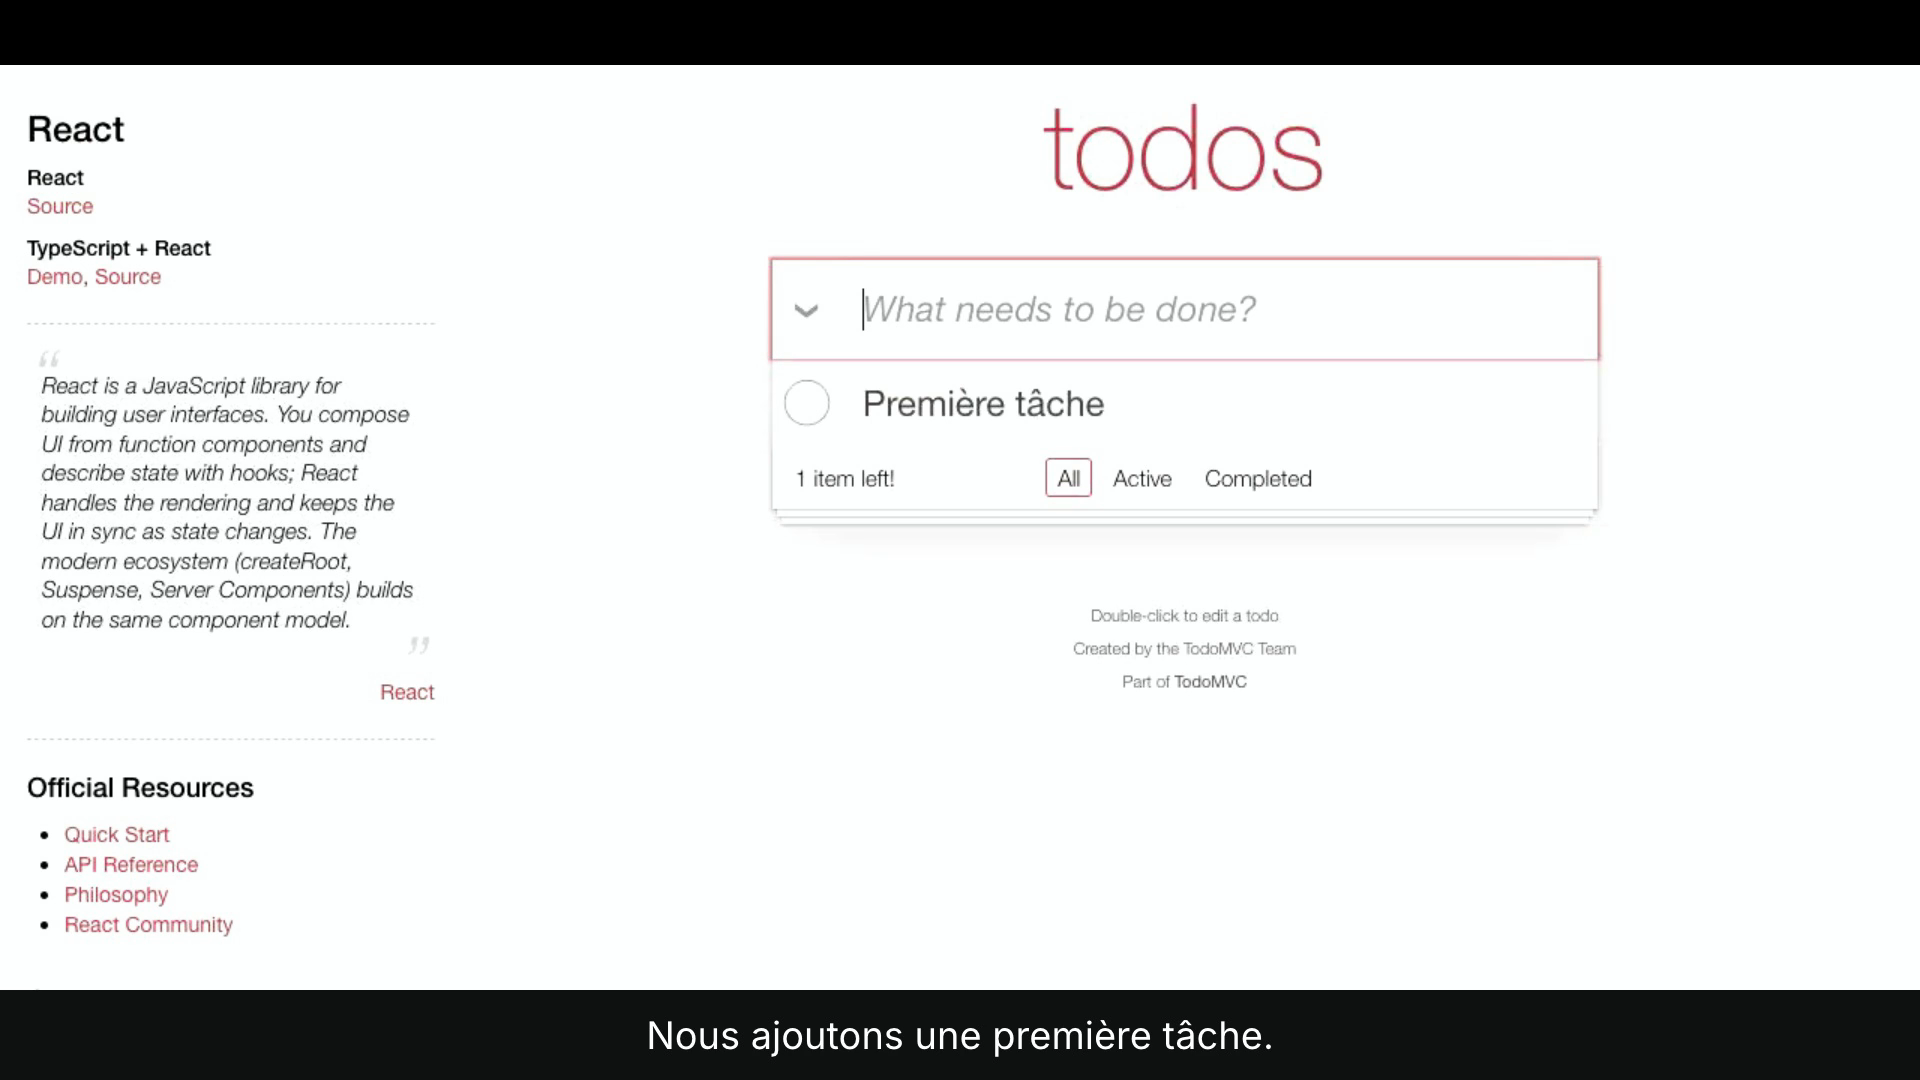 React
React
Source
TypeScript + React
Demo, Source
“
React is a JavaScript library for
building user interfaces. You compose
UI from function components and
describe state with hooks; React
handles the rendering and keeps the
UI in sync as state changes. The
modern ecosystem (createRoot,
Suspense, Server Components) builds
on the same component model.
”
React
Official Resources
Quick Start
API Reference
Philosophy
React Community
todos
What needs to be done?
Première tâche
1 item left!
All Active Completed
Double-click to edit a todo
Created by the TodoMVC Team
Part of TodoMVC
Nous ajoutons une première tâche.